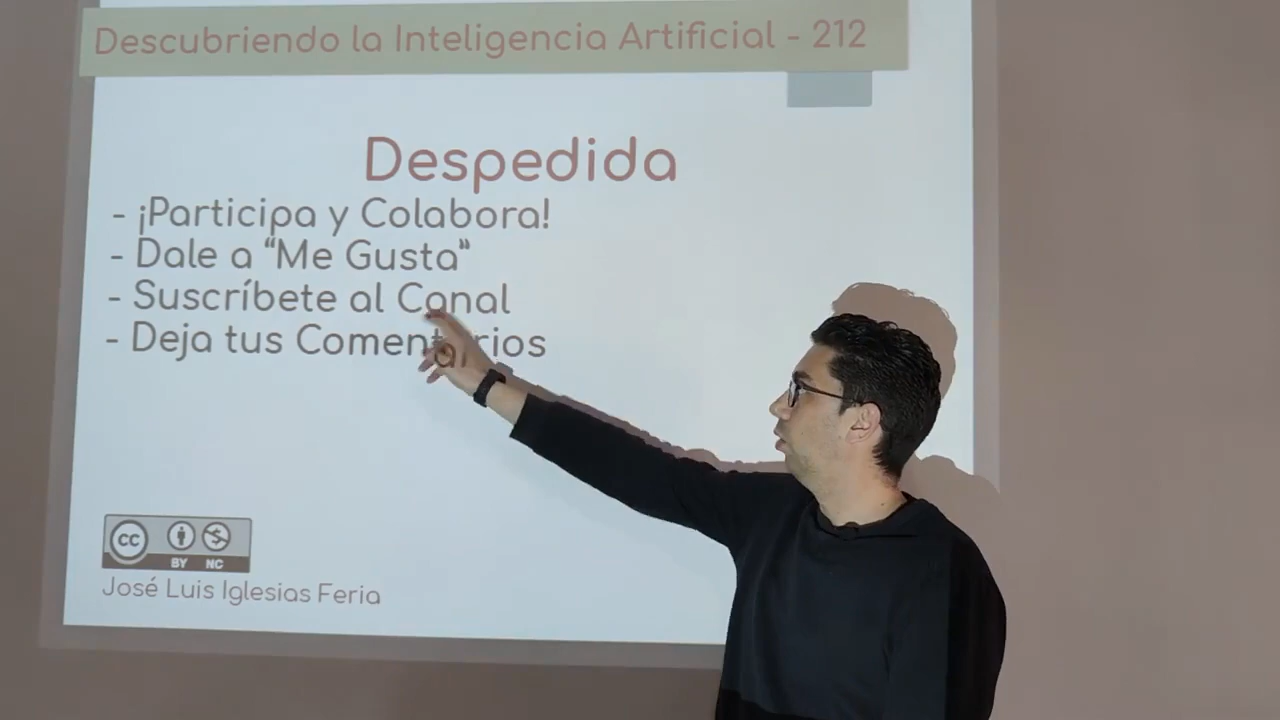 Descubriendo la Inteligencia Artificial - 212
Despedida
- ¡Participa y Colabora!
- Dale a “Me Gusta”
- Suscríbete al Canal
- Deja tus Comentarios
CC BY NC
José Luis Iglesias Feria